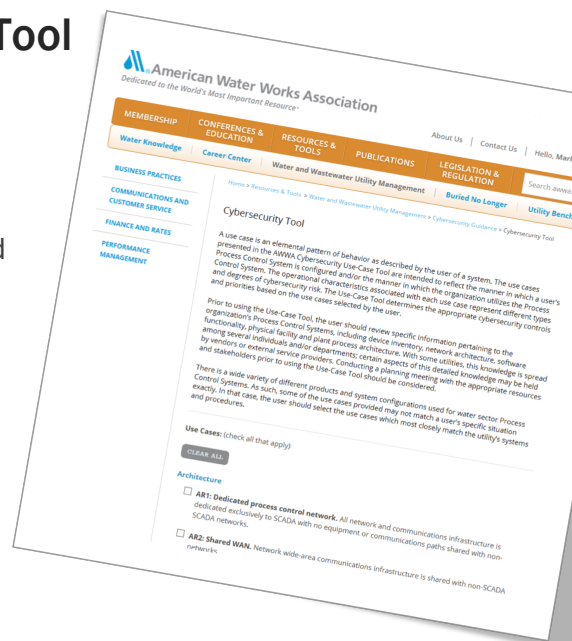 Tool
d
American Water Works Association
Dedicated to the World's Most Important Resource®
About Us | Contact Us | Hello, Mark
MEMBERSHIP
CONFERENCES & EDUCATION
RESOURCES & TOOLS
PUBLICATIONS
LEGISLATION & REGULATION
Search
Water Knowledge | Career Center | Water and Wastewater Utility Management | Buried No Longer | Utility Bench
BUSINESS PRACTICES
COMMUNICATIONS AND
CUSTOMER SERVICE
FINANCE AND RATES
PERFORMANCE
MANAGEMENT
Home > Resources & Tools > Water and Wastewater Utility Management > Cybersecurity Guidance > Cybersecurity Tool
Cybersecurity Tool
A use case is an elemental pattern of behavior as described by the user of a system. The use cases
presented in the AWWA Cybersecurity Use-Case Tool are intended to reflect the manner in which a user's
Process Control System is configured and/or the manner in which the organization utilizes the Process
Control System. The operational characteristics associated with each use case represent different types
and degrees of cybersecurity risk. The Use-Case Tool determines the appropriate cybersecurity controls
and priorities based on the use cases selected by the user.
Prior to using the Use-Case Tool, the user should review specific information pertaining to the
organization's Process Control Systems, including device inventory, network architecture, software
functionality, physical facility and plant process architecture. With some utilities, this knowledge is spread
among several individuals and/or departments; certain aspects of this detailed knowledge may be held
by vendors or external service providers. Conducting a planning meeting with the appropriate resources
and stakeholders prior to using the Use-Case Tool should be considered.
There is a wide variety of different products and system configurations used for water sector Process
Control Systems. As such, some of the use cases provided may not match a user's specific situation
exactly. In that case, the user should select the use cases which most closely match the utility's systems
and procedures.
Use Cases: (check all that apply)
CLEAR ALL
Architecture
AR1: Dedicated process control network. All network and communications infrastructure is
dedicated exclusively to SCADA with no equipment or communications paths shared with non-
SCADA networks.
AR2: Shared WAN. Network wide-area communications infrastructure is shared with non-SCADA
networks